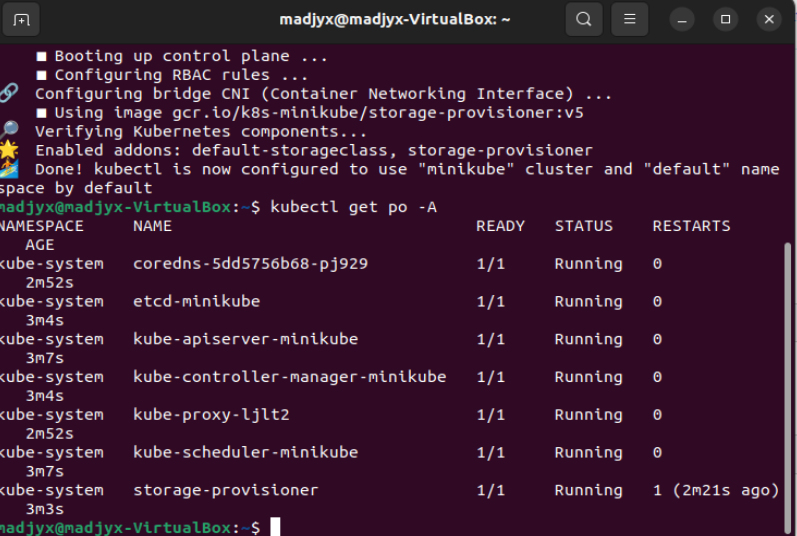 madjyx@madjyx-VirtualBox: ~
■ Booting up control plane ...
■ Configuring RBAC rules ...
Configuring bridge CNI (Container Networking Interface) ...
■ Using image gcr.io/k8s-minikube/storage-provisioner:v5
Verifying Kubernetes components...
Enabled addons: default-storageclass, storage-provisioner
Done! kubectl is now configured to use "minikube" cluster and "default" name
space by default
madjyx@madjyx-VirtualBox:~$ kubectl get po -A
NAMESPACE NAME READY STATUS RESTARTS
AGE
kube-system coredns-5dd5756b68-pj929 1/1 Running 0
2m52s
kube-system etcd-minikube 1/1 Running 0
3m4s
kube-system kube-apiserver-minikube 1/1 Running 0
3m7s
kube-system kube-controller-manager-minikube 1/1 Running 0
3m4s
kube-system kube-proxy-ljlt2 1/1 Running 0
2m52s
kube-system kube-scheduler-minikube 1/1 Running 0
3m7s
kube-system storage-provisioner 1/1 Running 1 (2m21s ago)
3m3s
madjyx@madjyx-VirtualBox:~$